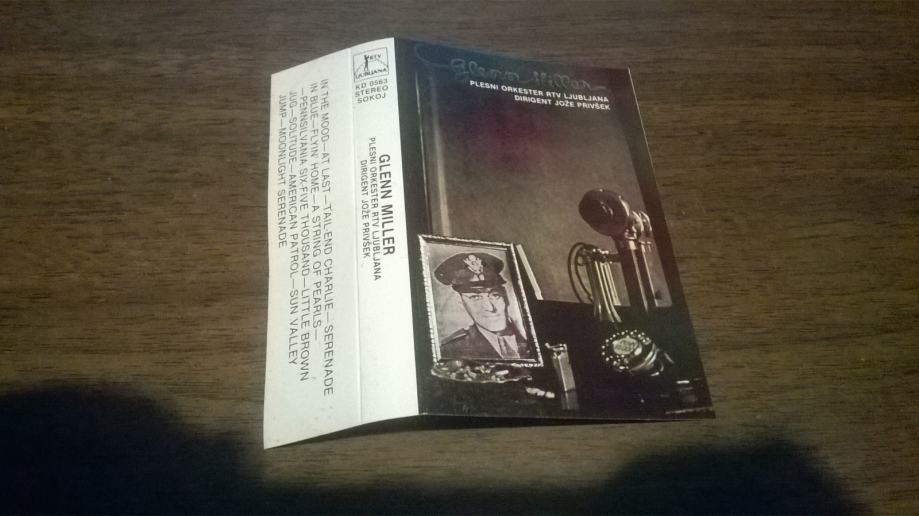 Glenn Miller
PLESNI ORKESTER RTV LJUBLJANA
DIRIGENT JOŽE PRIVŠEK
RTV
LJUBLJANA
KD 0563
STEREO
SOKOJ
GLENN MILLER
PLESNI ORKESTER RTV LJUBLJANA
DIRIGENT JOŽE PRIVŠEK
IN THE MOOD—AT LAST—TAIL-END CHARLIE—SERENADE
IN BLUE—FLYIN' HOME—A STRING OF PEARLS—
—PENNSILVANIA SIX-FIVE THOUSAND—LITTLE BROWN
JUG—SOLITUDE—AMERICAN PATROL—SUN VALLEY
JUMP—MOONLIGHT SERENADE